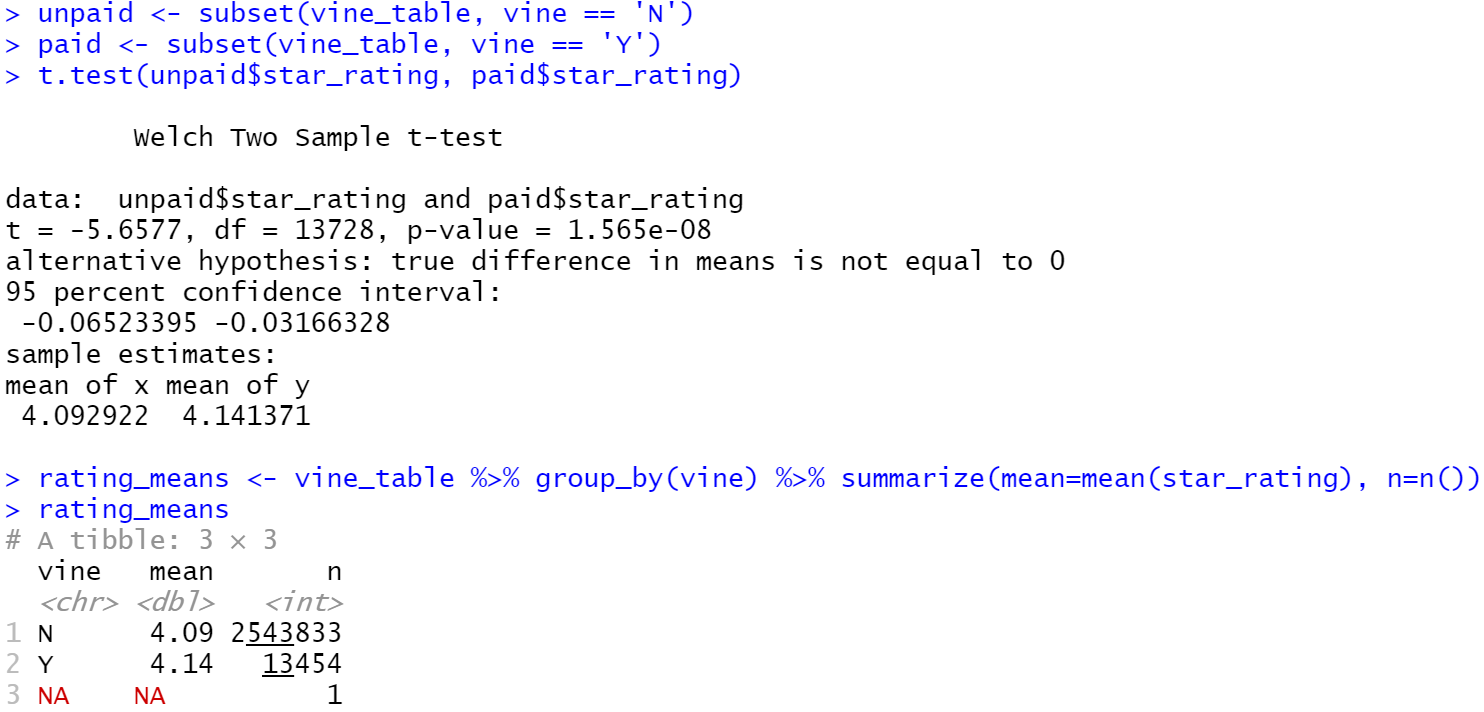 > unpaid <- subset(vine_table, vine == 'N')
> paid <- subset(vine_table, vine == 'Y')
> t.test(unpaid$star_rating, paid$star_rating)
Welch Two Sample t-test
data:  unpaid$star_rating and paid$star_rating
t = -5.6577, df = 13728, p-value = 1.565e-08
alternative hypothesis: true difference in means is not equal to 0
95 percent confidence interval:
 -0.06523395 -0.03166328
sample estimates:
mean of x mean of y
 4.092922  4.141371
> rating_means <- vine_table %>% group_by(vine) %>% summarize(mean=mean(star_rating), n=n())
> rating_means
# A tibble: 3 × 3
  vine   mean       n
  <chr> <dbl>   <int>
1 N      4.09 2543833
2 Y      4.14   13454
3 NA    NA          1